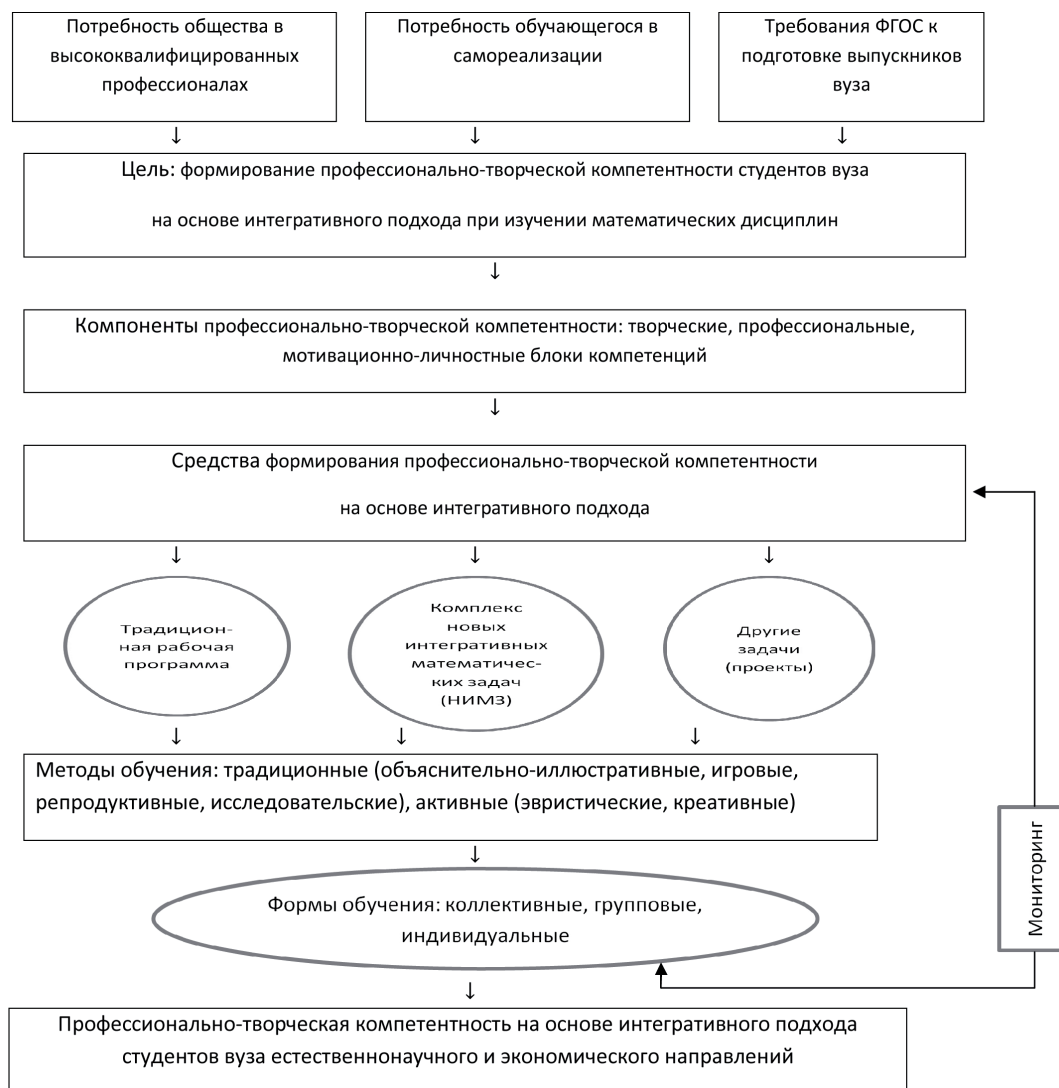 Потребность общества в
высококвалифицированных
профессионалах
Потребность обучающегося в
самореализации
Требования ФГОС к
подготовке выпускников
вуза
Цель: формирование профессионально-творческой компетентности студентов вуза
на основе интегративного подхода при изучении математических дисциплин
Компоненты профессионально-творческой компетентности: творческие, профессиональные,
мотивационно-личностные блоки компетенций
Средства формирования профессионально-творческой компетентности
на основе интегративного подхода
Традицион-
ная рабочая
программа
Комплекс
новых
интегративных
математичес-
ких задач
(НИМЗ)
Другие
задачи
(проекты)
Методы обучения: традиционные (объяснительно-иллюстративные, игровые,
репродуктивные, исследовательские), активные (эвристические, креативные)
Мониторинг
Формы обучения: коллективные, групповые,
индивидуальные
Профессионально-творческая компетентность на основе интегративного подхода
студентов вуза естественнонаучного и экономического направлений